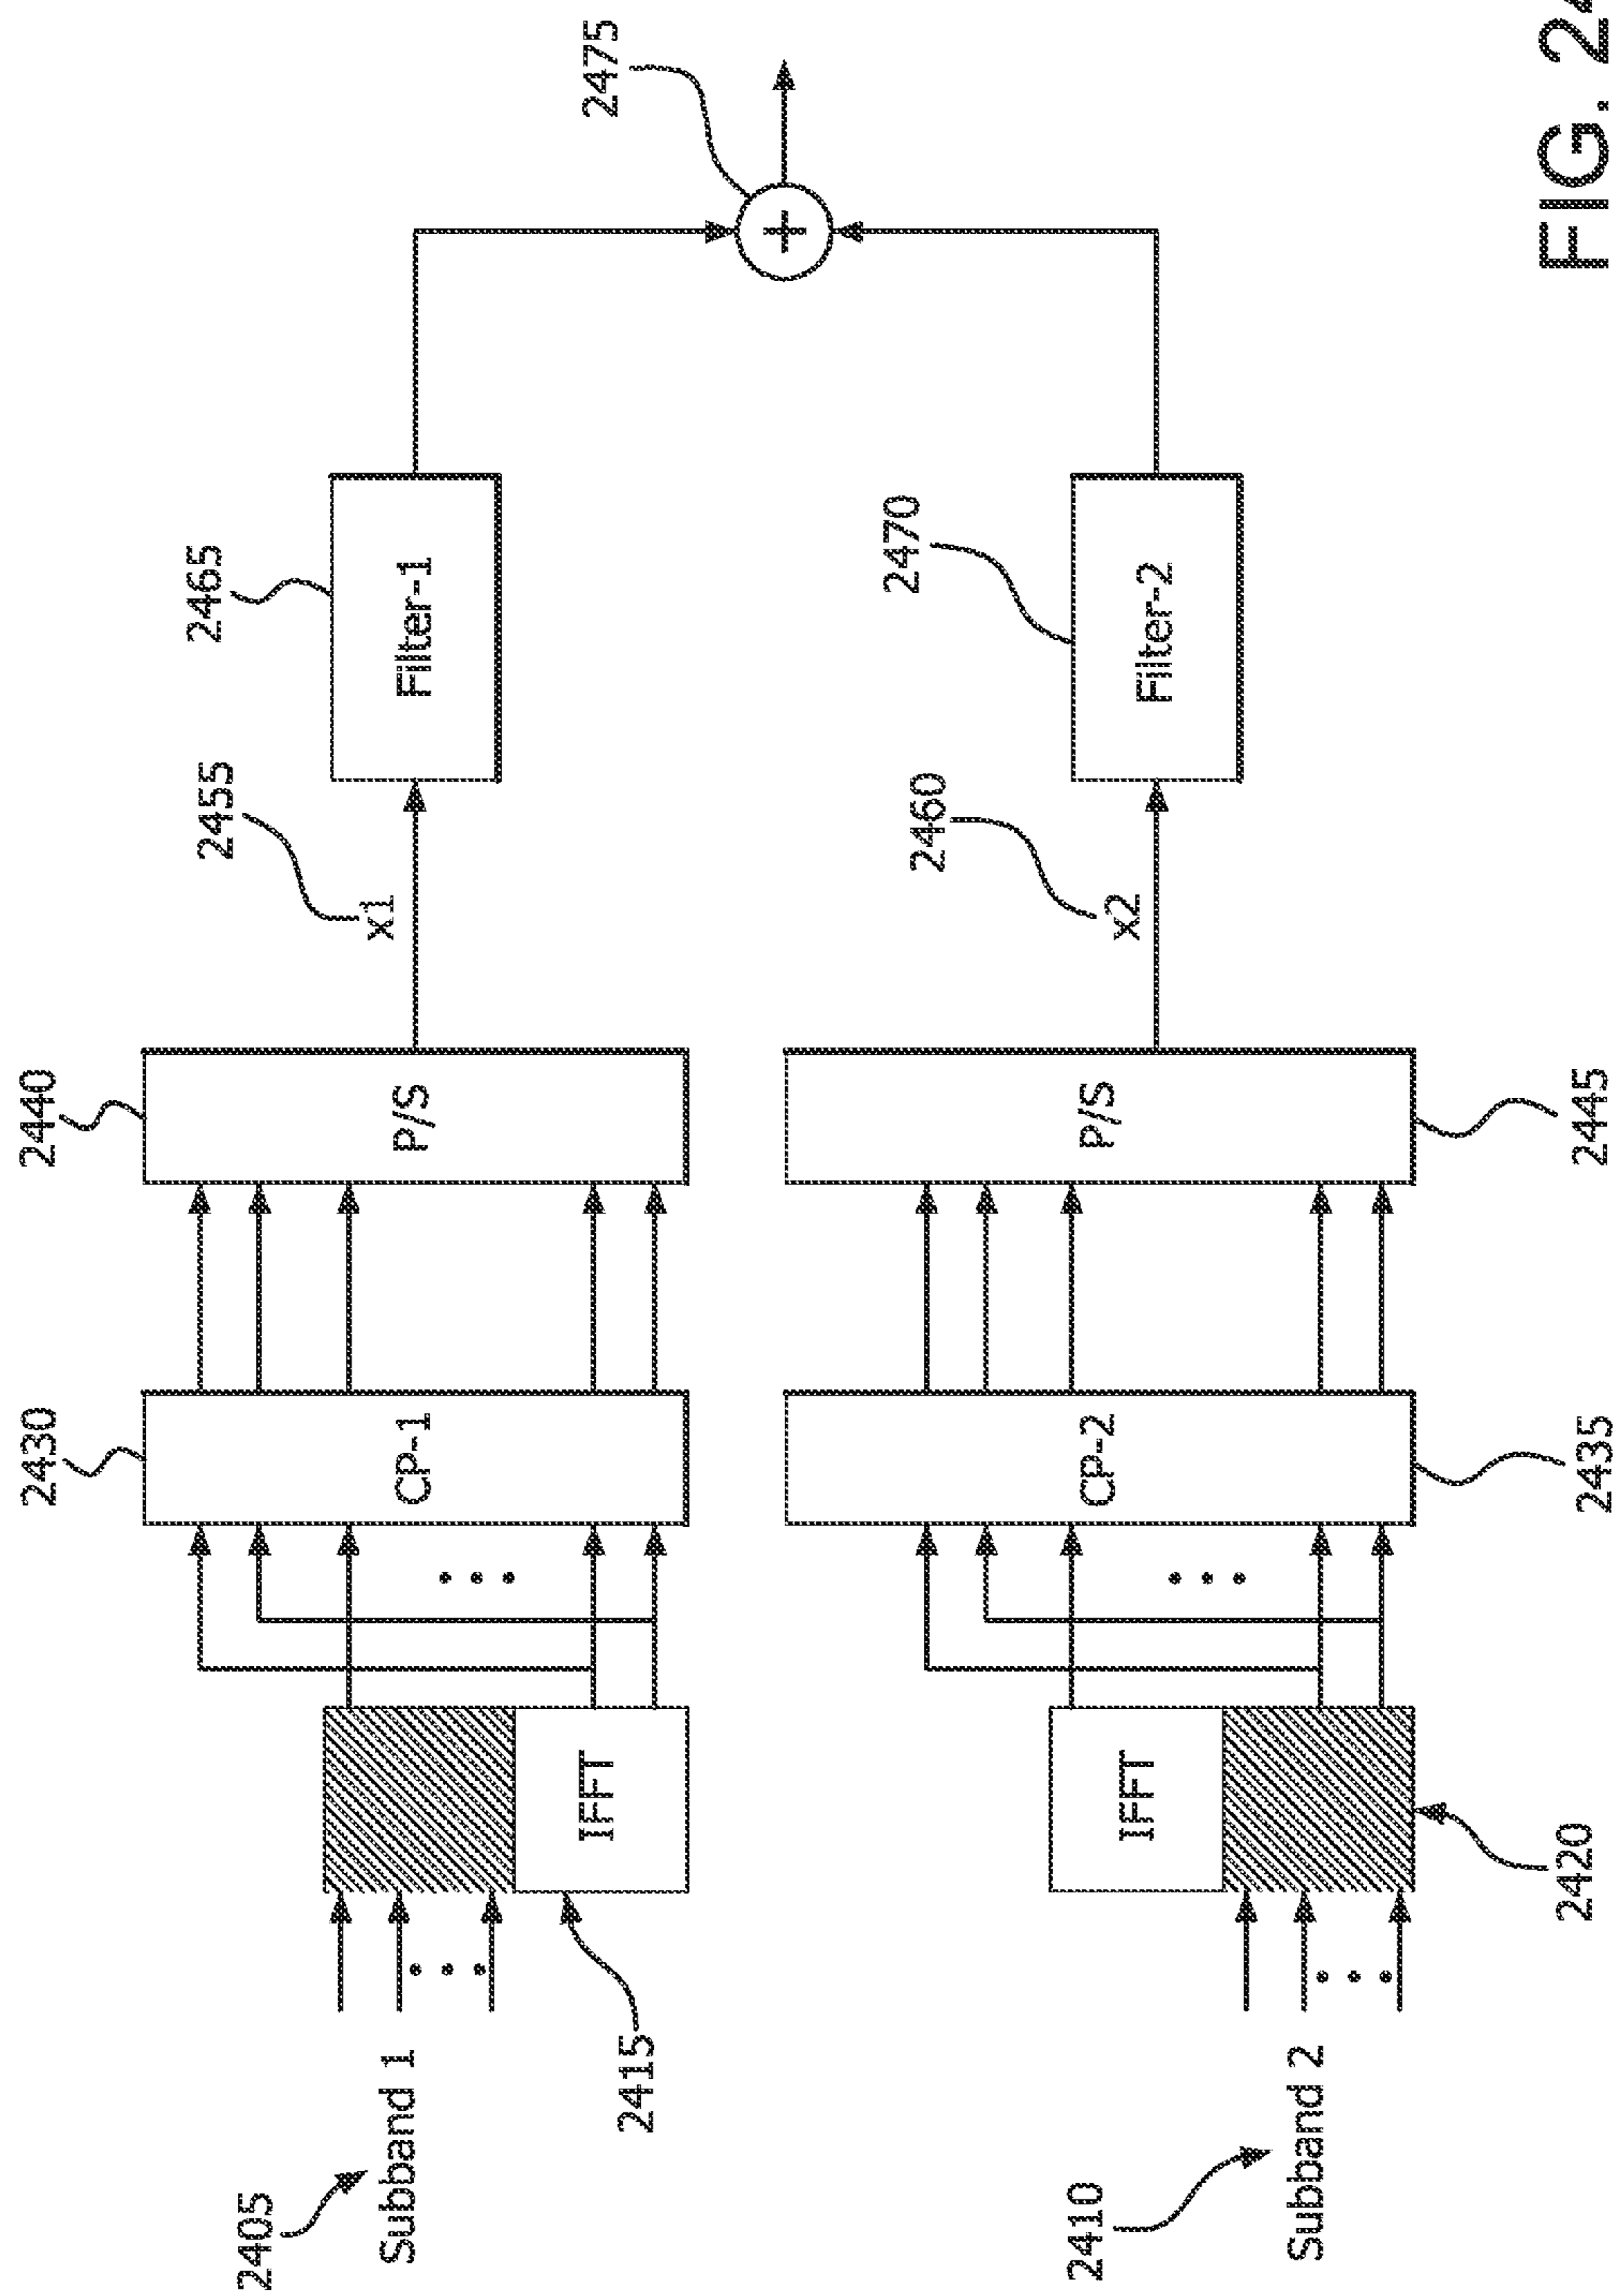 2405
Subband 1
2415
IFFT
2430
CP-1
2440
P/S
2455
x1
2465
Filter-1
2475
+
2410
Subband 2
2420
IFFT
2435
CP-2
2445
P/S
2460
x2
2470
Filter-2
FIG. 24